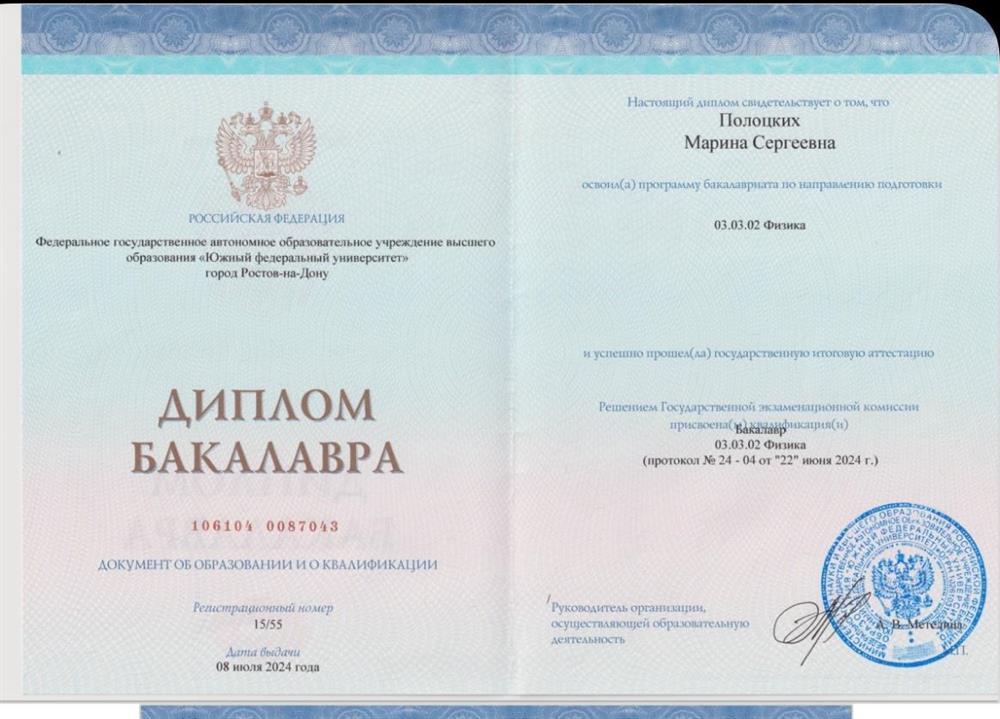 РОССИЙСКАЯ ФЕДЕРАЦИЯ
Федеральное государственное автономное образовательное учреждение высшего
образования «Южный федеральный университет»
город Ростов-на-Дону
ДИПЛОМ
БАКАЛАВРА
106104 0087043
ДОКУМЕНТ ОБ ОБРАЗОВАНИИ И О КВАЛИФИКАЦИИ
Регистрационный номер
15/55
Дата выдачи
08 июля 2024 года
Настоящий диплом свидетельствует о том, что
Полоцких
Марина Сергеевна
освоил(а) программу бакалавриата по направлению подготовки
03.03.02 Физика
и успешно прошел(ла) государственную итоговую аттестацию
Решением Государственной экзаменационной комиссии
присвоена(ы) квалификация(и)
Бакалавр
03.03.02 Физика
(протокол № 24 - 04 от "22" июня 2024 г.)
Руководитель организации,
осуществляющей образовательную
деятельность
А. В. Метелица